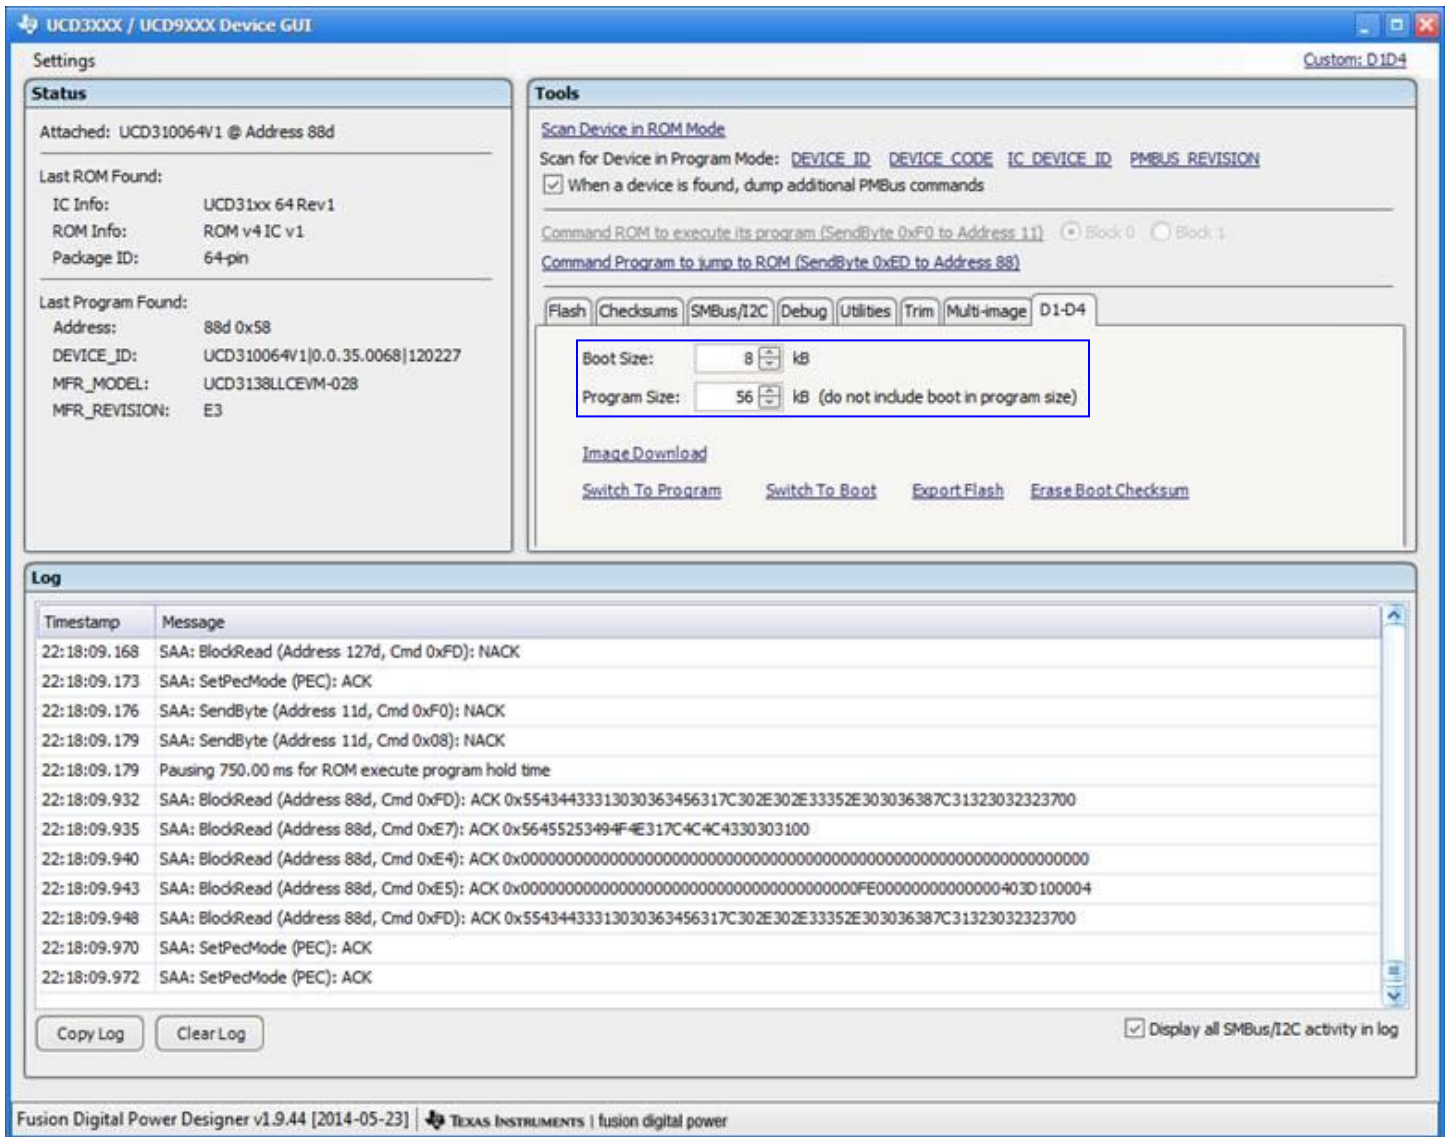 UCD3XXX / UCD9XXX Device GUI
Settings
Custom: D1D4
Status
Attached: UCD310064V1 @ Address 88d
Last ROM Found:
IC Info: UCD31xx 64 Rev1
ROM Info: ROM v4 IC v1
Package ID: 64-pin
Last Program Found:
Address: 88d 0x58
DEVICE_ID: UCD310064V1|0.0.35.0068|120227
MFR_MODEL: UCD3138LLCEVM-028
MFR_REVISION: E3
Tools
Scan Device in ROM Mode
Scan for Device in Program Mode: DEVICE_ID DEVICE_CODE IC_DEVICE_ID PMBUS_REVISION
When a device is found, dump additional PMBus commands
Command ROM to execute its program (SendByte 0xF0 to Address 11) Block 0 Block 1
Command Program to jump to ROM (SendByte 0xED to Address 88)
Flash Checksums SMBus/I2C Debug Utilities Trim Multi-image D1-D4
Boot Size: 8 kB
Program Size: 56 kB (do not include boot in program size)
Image Download
Switch To Program Switch To Boot Export Flash Erase Boot Checksum
Log
Timestamp Message
22:18:09.168 SAA: BlockRead (Address 127d, Cmd 0xFD): NACK
22:18:09.173 SAA: SetPecMode (PEC): ACK
22:18:09.176 SAA: SendByte (Address 11d, Cmd 0xF0): NACK
22:18:09.179 SAA: SendByte (Address 11d, Cmd 0x08): NACK
22:18:09.179 Pausing 750.00 ms for ROM execute program hold time
22:18:09.932 SAA: BlockRead (Address 88d, Cmd 0xFD): ACK 0x55434433313030363456317C302E302E33352E303036387C31323032323700
22:18:09.935 SAA: BlockRead (Address 88d, Cmd 0xE7): ACK 0x56455253494F4E317C4C4C4330303100
22:18:09.940 SAA: BlockRead (Address 88d, Cmd 0xE4): ACK
22:18:09.943 SAA: BlockRead (Address 88d, Cmd 0xE5): ACK
22:18:09.948 SAA: BlockRead (Address 88d, Cmd 0xFD): ACK 0x55434433313030363456317C302E302E33352E303036387C31323032323700
22:18:09.970 SAA: SetPecMode (PEC): ACK
22:18:09.972 SAA: SetPecMode (PEC): ACK
Copy Log Clear Log
Display all SMBus/I2C activity in log
Fusion Digital Power Designer v1.9.44 [2014-05-23] TEXAS INSTRUMENTS | fusion digital power